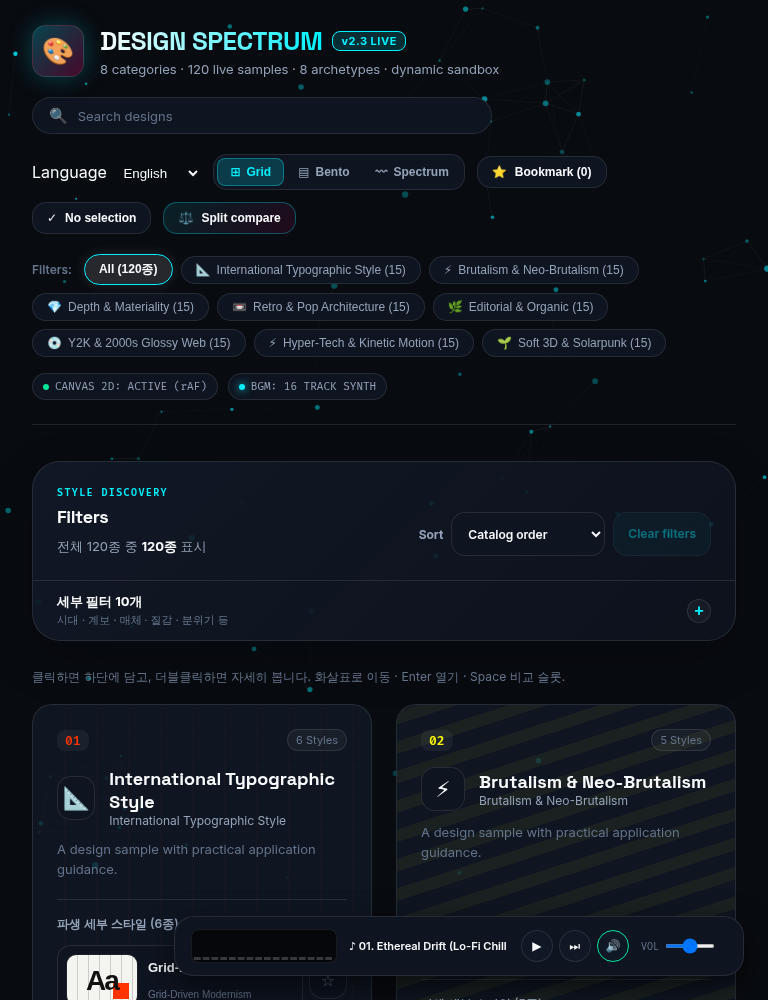 DESIGN SPECTRUM v2.3 LIVE
8 categories · 120 live samples · 8 archetypes · dynamic sandbox
Search designs
Language English Grid Bento Spectrum Bookmark (0)
✓ No selection Split compare
Filters: All (120종) International Typographic Style (15) Brutalism & Neo-Brutalism (15)
Depth & Materiality (15) Retro & Pop Architecture (15) Editorial & Organic (15)
Y2K & 2000s Glossy Web (15) Hyper-Tech & Kinetic Motion (15) Soft 3D & Solarpunk (15)
CANVAS 2D: ACTIVE (rAF) BGM: 16 TRACK SYNTH
STYLE DISCOVERY
Filters
전체 120종 중 120종 표시
Sort Catalog order Clear filters
세부 필터 10개
시대 · 계보 · 매체 · 질감 · 분위기 등
+
클릭하면 하단에 담고, 더블클릭하면 자세히 봅니다. 화살표로 이동 · Enter 열기 · Space 비교 슬롯.
01 6 Styles
International Typographic
Style
International Typographic Style
A design sample with practical application
guidance.
파생 세부 스타일 (6종)
Aa
Grid-Driven Modernism
02 5 Styles
Brutalism & Neo-Brutalism
Brutalism & Neo-Brutalism
A design sample with practical application
guidance.
♪ 01. Ethereal Drift (Lo-Fi Chill
VOL